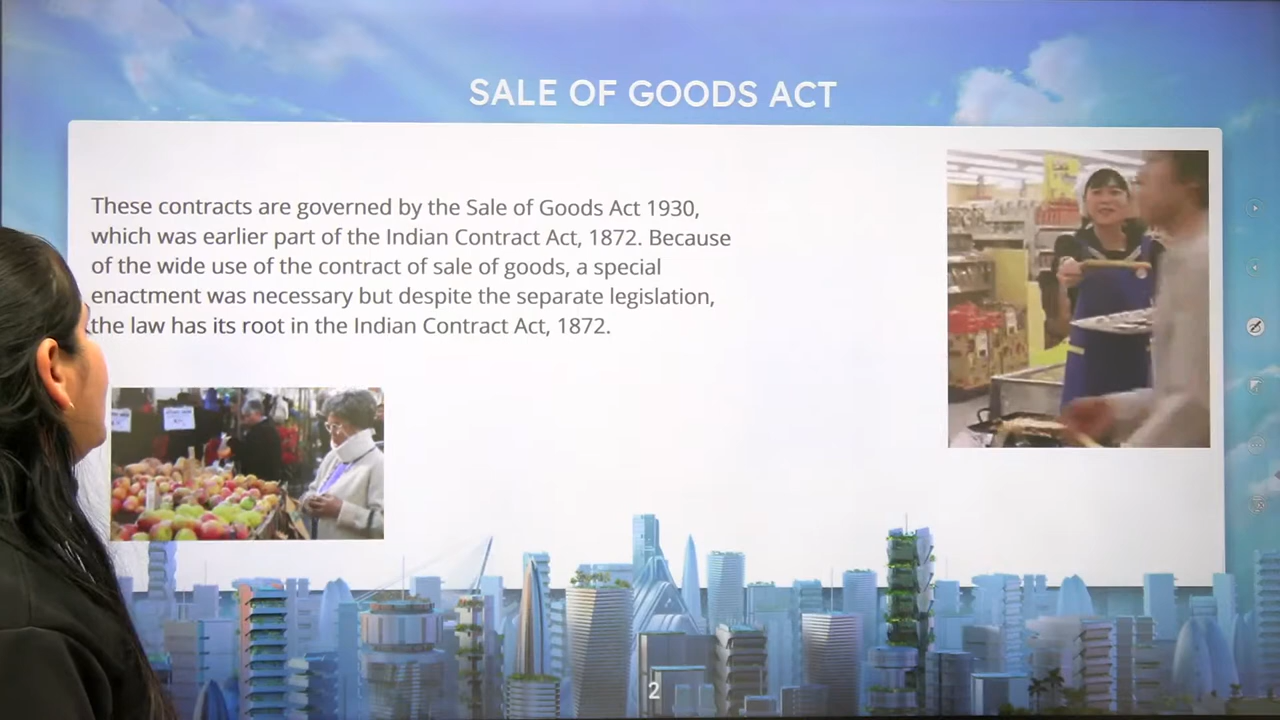 SALE OF GOODS ACT
These contracts are governed by the Sale of Goods Act 1930,
which was earlier part of the Indian Contract Act, 1872. Because
of the wide use of the contract of sale of goods, a special
enactment was necessary but despite the separate legislation,
the law has its root in the Indian Contract Act, 1872.
2